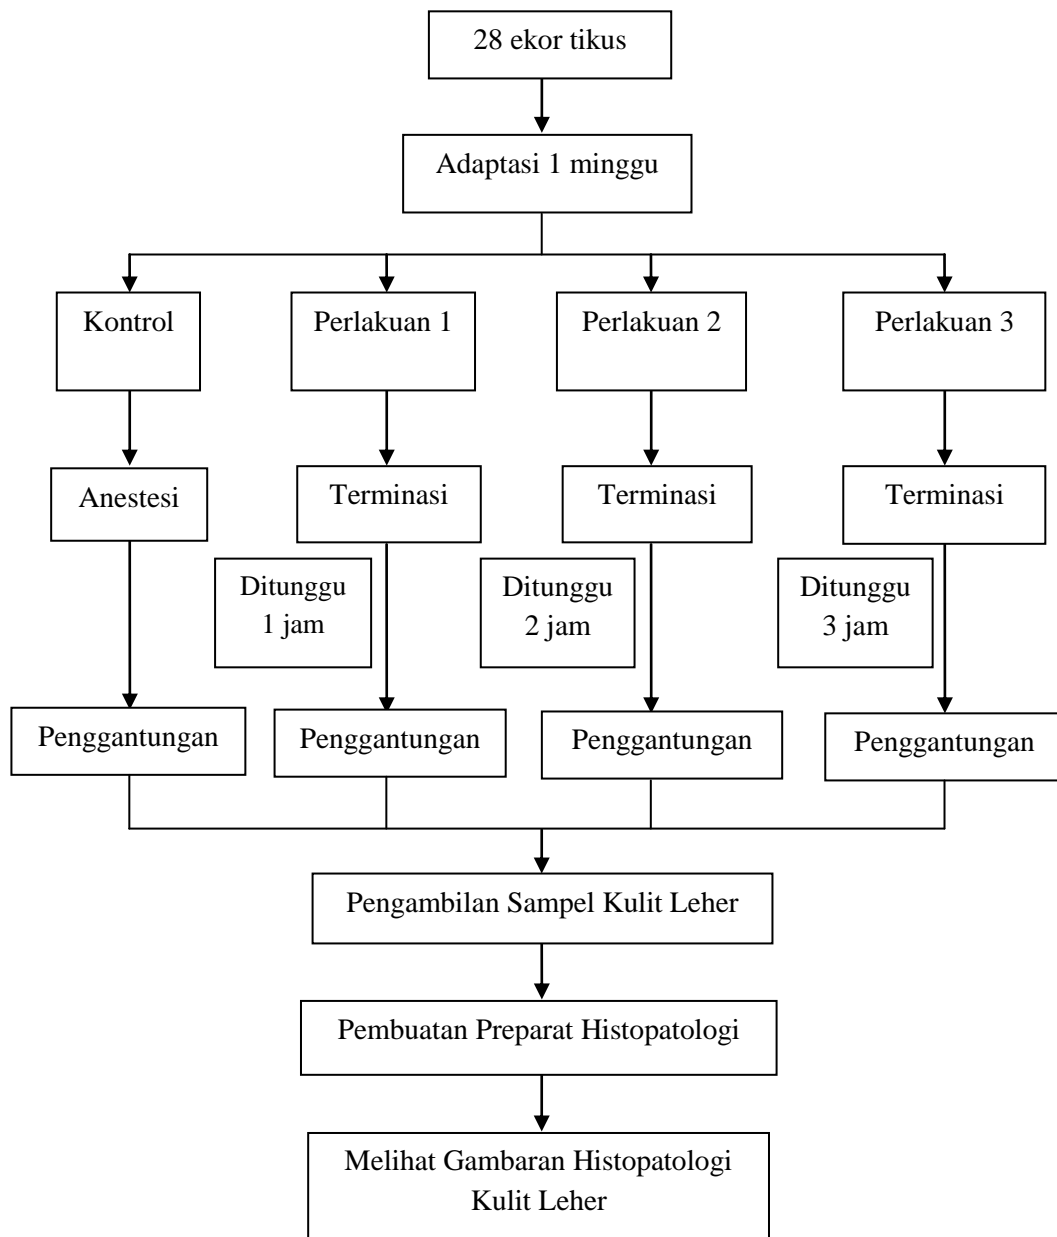 28 ekor tikus
Adaptasi 1 minggu
Kontrol
Perlakuan 1
Perlakuan 2
Perlakuan 3
Anestesi
Terminasi
Terminasi
Terminasi
Ditunggu
1 jam
Ditunggu
2 jam
Ditunggu
3 jam
Penggantungan
Penggantungan
Penggantungan
Penggantungan
Pengambilan Sampel Kulit Leher
Pembuatan Preparat Histopatologi
Melihat Gambaran Histopatologi
Kulit Leher